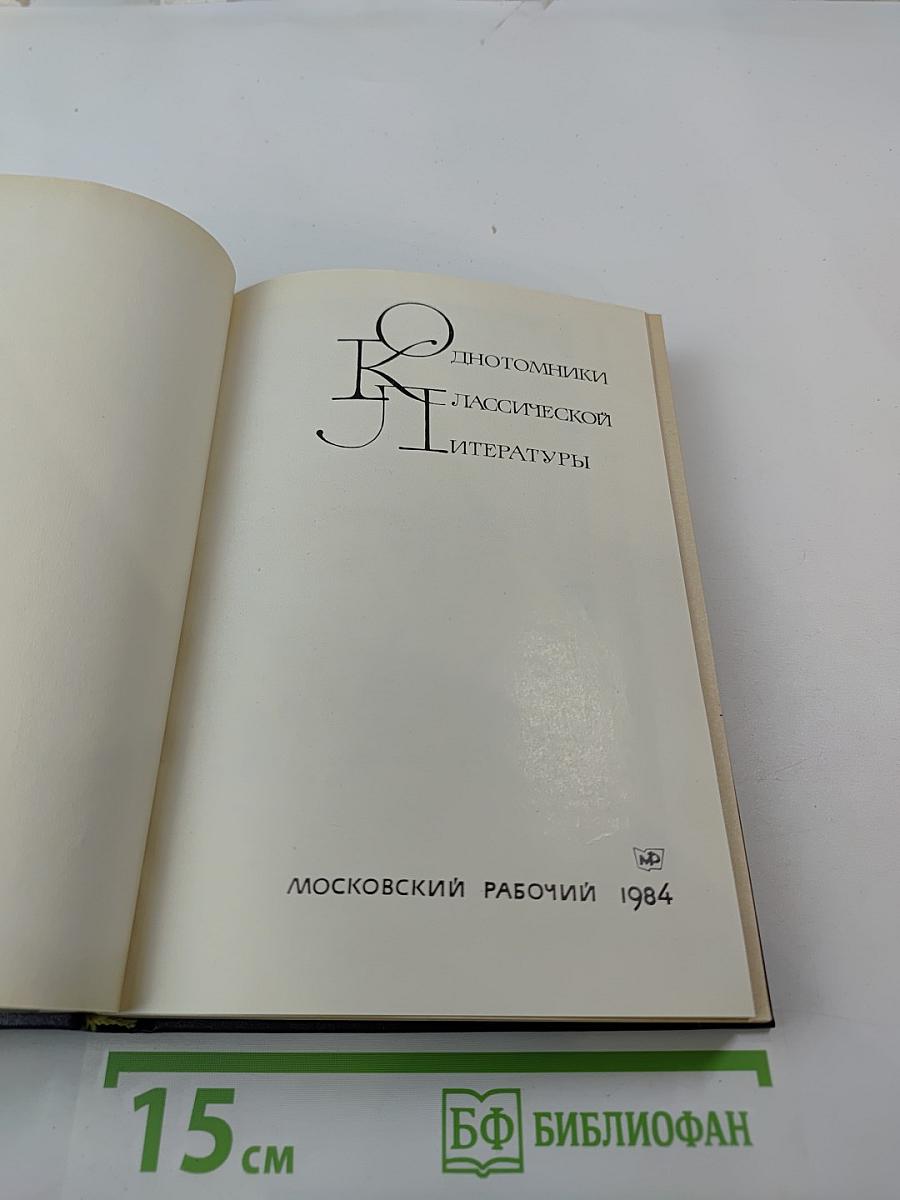 ОДНОТОМНИКИ
КЛАССИЧЕСКОЙ
ЛИТЕРАТУРЫ
МР
МОСКОВСКИЙ РАБОЧИЙ 1984
15 см
БФ БИБЛИОФАН